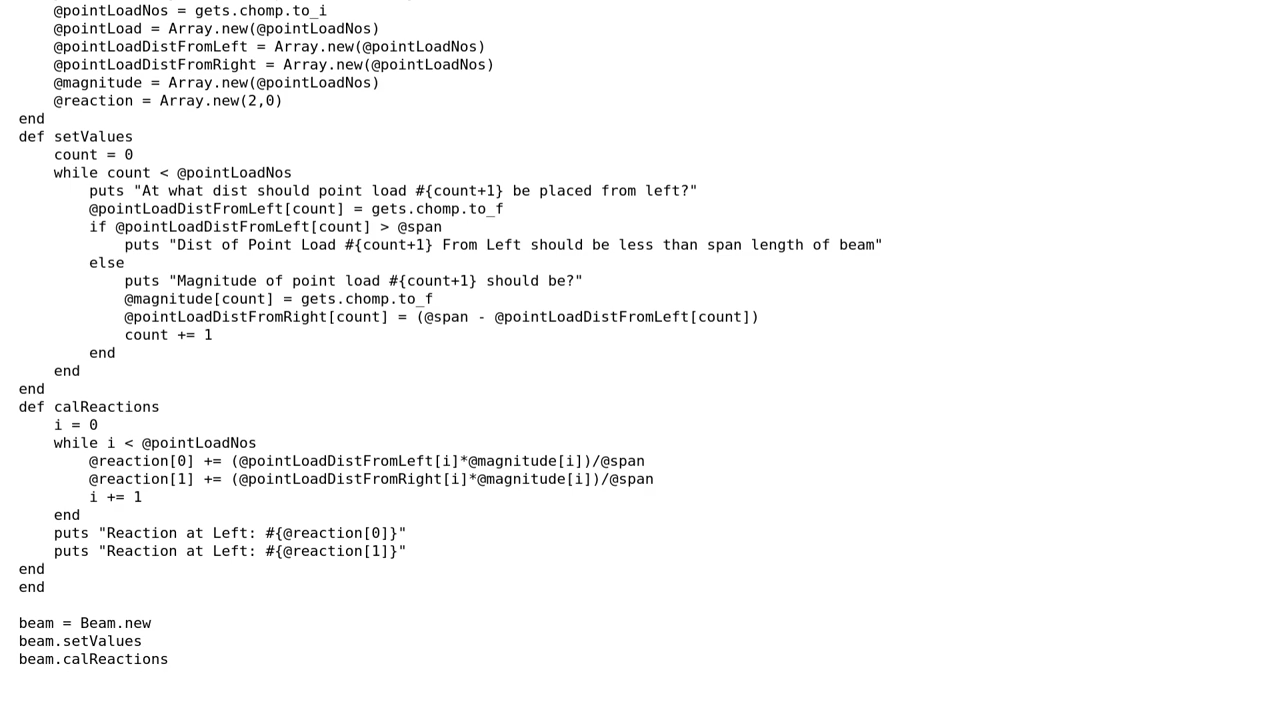 @pointLoadNos = gets.chomp.to_i
@pointLoad = Array.new(@pointLoadNos)
@pointLoadDistFromLeft = Array.new(@pointLoadNos)
@pointLoadDistFromRight = Array.new(@pointLoadNos)
@magnitude = Array.new(@pointLoadNos)
@reaction = Array.new(2,0)
end
def setValues
count = 0
while count < @pointLoadNos
puts "At what dist should point load #{count+1} be placed from left?"
@pointLoadDistFromLeft[count] = gets.chomp.to_f
if @pointLoadDistFromLeft[count] > @span
puts "Dist of Point Load #{count+1} From Left should be less than span length of beam"
else
puts "Magnitude of point load #{count+1} should be?"
@magnitude[count] = gets.chomp.to_f
@pointLoadDistFromRight[count] = (@span - @pointLoadDistFromLeft[count])
count += 1
end
end
end
def calReactions
i = 0
while i < @pointLoadNos
@reaction[0] += (@pointLoadDistFromLeft[i]*@magnitude[i])/@span
@reaction[1] += (@pointLoadDistFromRight[i]*@magnitude[i])/@span
i += 1
end
puts "Reaction at Left: #{@reaction[0]}"
puts "Reaction at Left: #{@reaction[1]}"
end
end
beam = Beam.new
beam.setValues
beam.calReactions